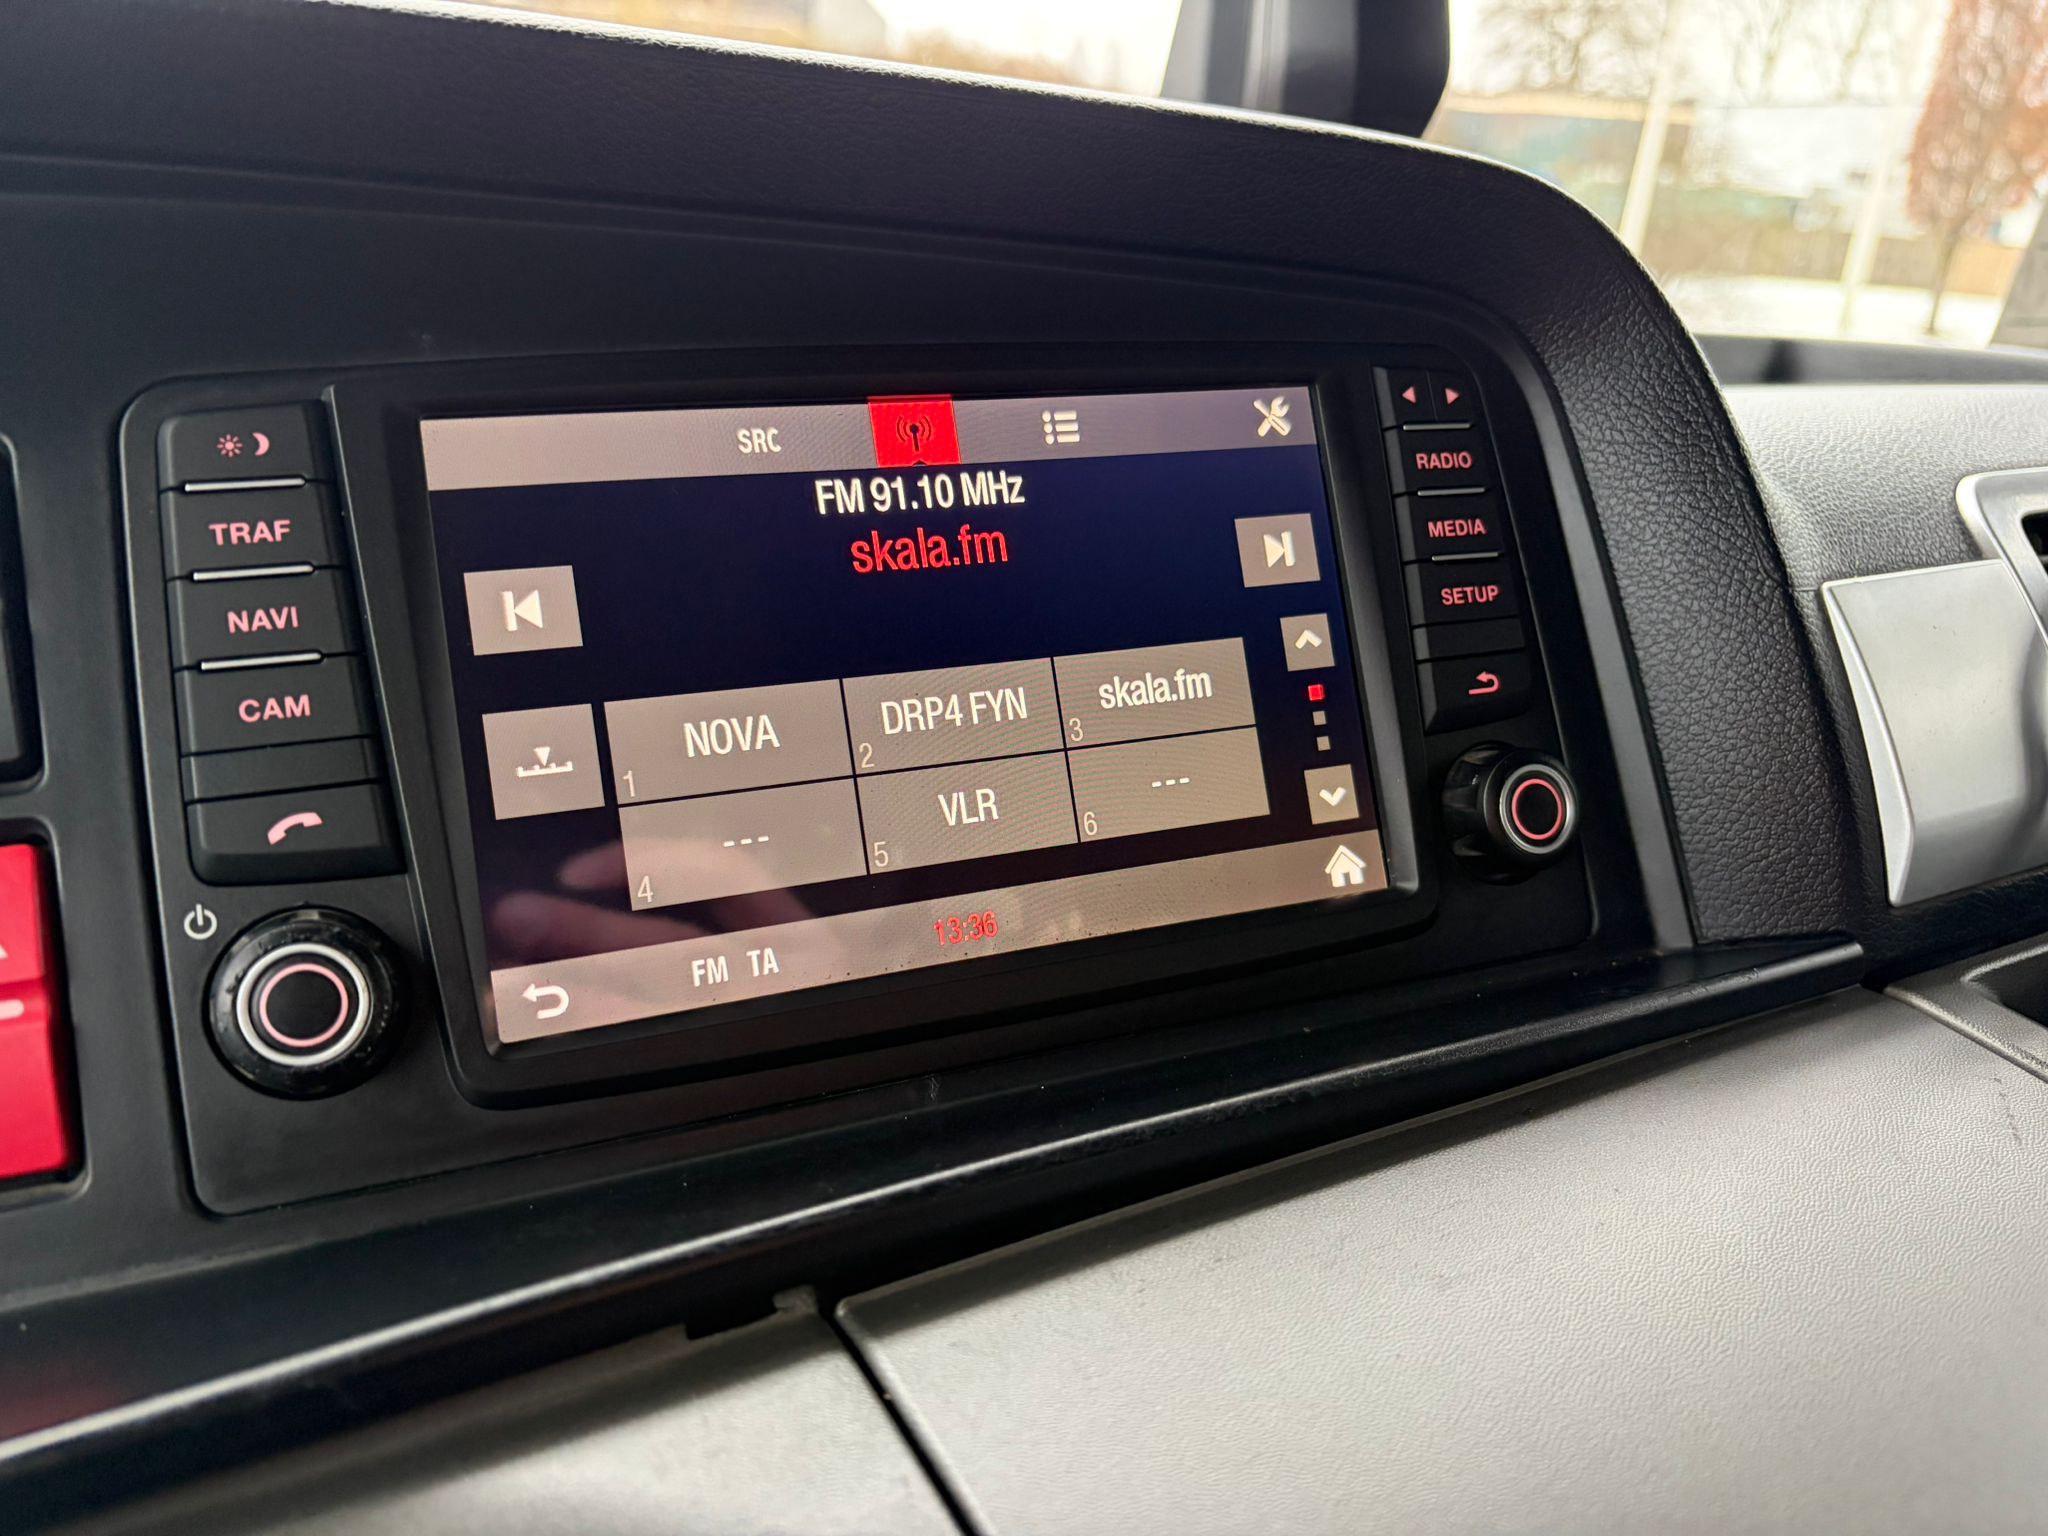 SRC
FM 91.10 MHz
skala.fm
1 NOVA
2 DRP4 FYN
3 skala.fm
4 ---
5 VLR
6 ---
FM TA
13:36
TRAF
NAVI
CAM
RADIO
MEDIA
SETUP